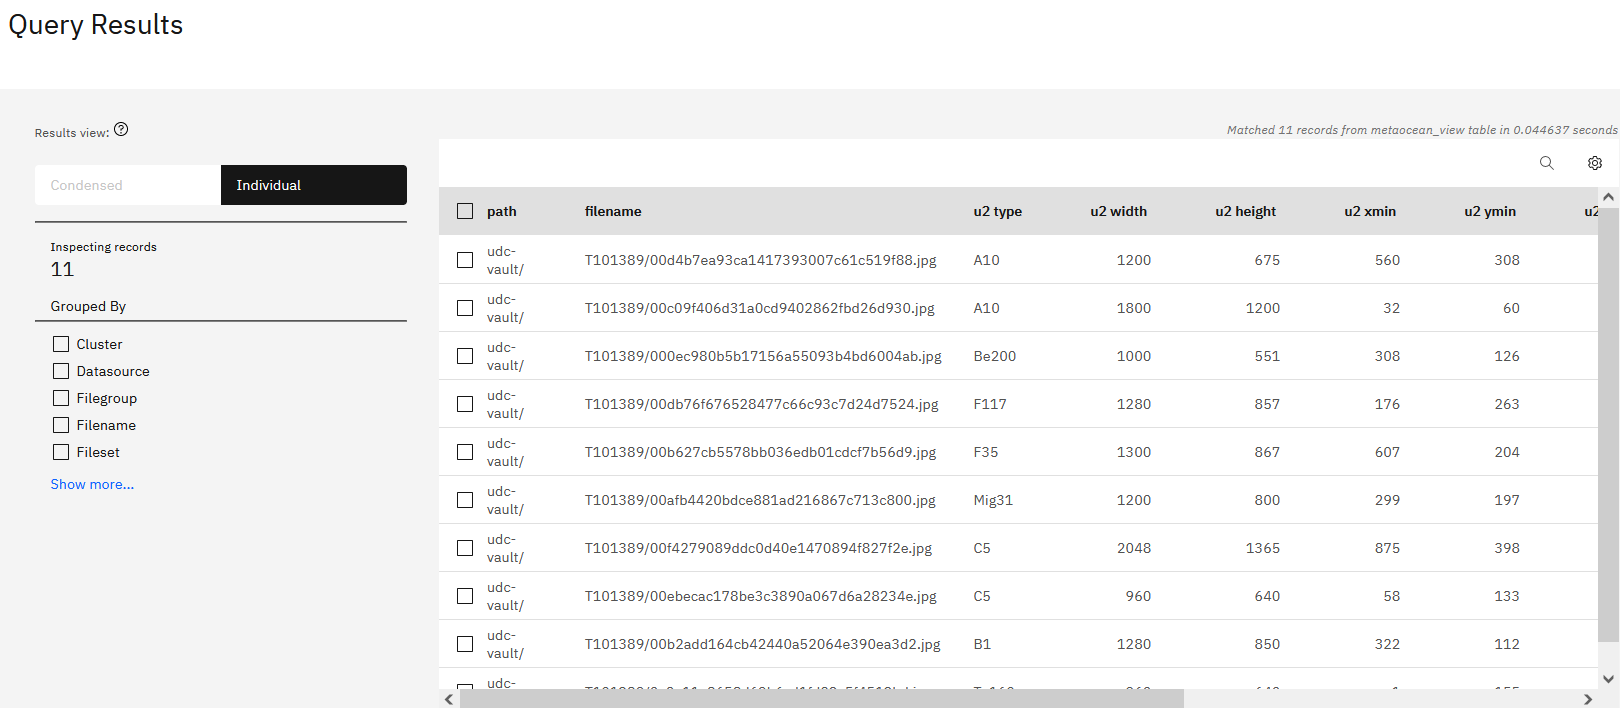 Query Results
Results view:
Matched 11 records from metaocean_view table in 0.044637 seconds
Condensed Individual
Inspecting records
11
Grouped By
Cluster
Datasource
Filegroup
Filename
Fileset
Show more...
path filename u2 type u2 width u2 height u2 xmin u2 ymin u2
udc-vault/ T101389/00d4b7ea93ca1417393007c61c519f88.jpg A10 1200 675 560 308
udc-vault/ T101389/00c09f406d31a0cd9402862fbd26d930.jpg A10 1800 1200 32 60
udc-vault/ T101389/000ec980b5b17156a55093b4bd6004ab.jpg Be200 1000 551 308 126
udc-vault/ T101389/00db76f676528477c66c93c7d24d7524.jpg F117 1280 857 176 263
udc-vault/ T101389/00b627cb5578bb036edb01cdcf7b56d9.jpg F35 1300 867 607 204
udc-vault/ T101389/00afb4420bdce881ad216867c713c800.jpg Mig31 1200 800 299 197
udc-vault/ T101389/00f4279089ddc0d40e1470894f827f2e.jpg C5 2048 1365 875 398
udc-vault/ T101389/00ebecac178be3c3890a067d6a28234e.jpg C5 960 640 58 133
udc-vault/ T101389/00b2add164cb42440a52064e390ea3d2.jpg B1 1280 850 322 112
udc-